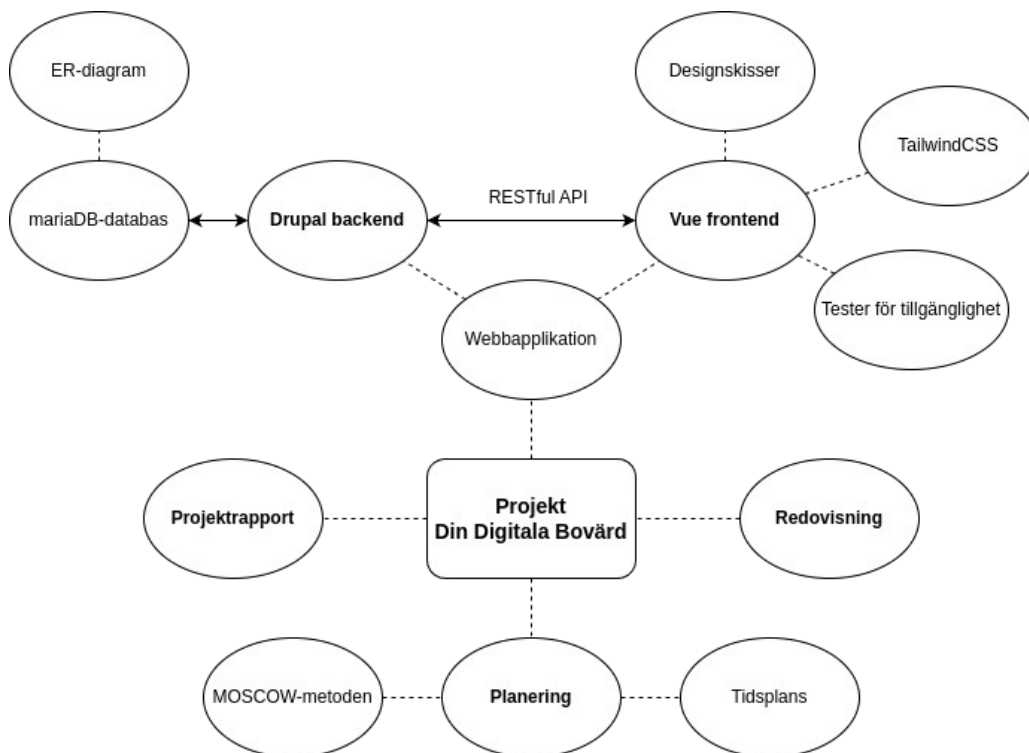 ER-diagram
Designskisser
TailwindCSS
mariaDB-databas
Drupal backend
RESTful API
Vue frontend
Tester för tillgänglighet
Webbapplikation
Projektrapport
Projekt
Din Digitala Bovärd
Redovisning
MOSCOW-metoden
Planering
Tidsplans